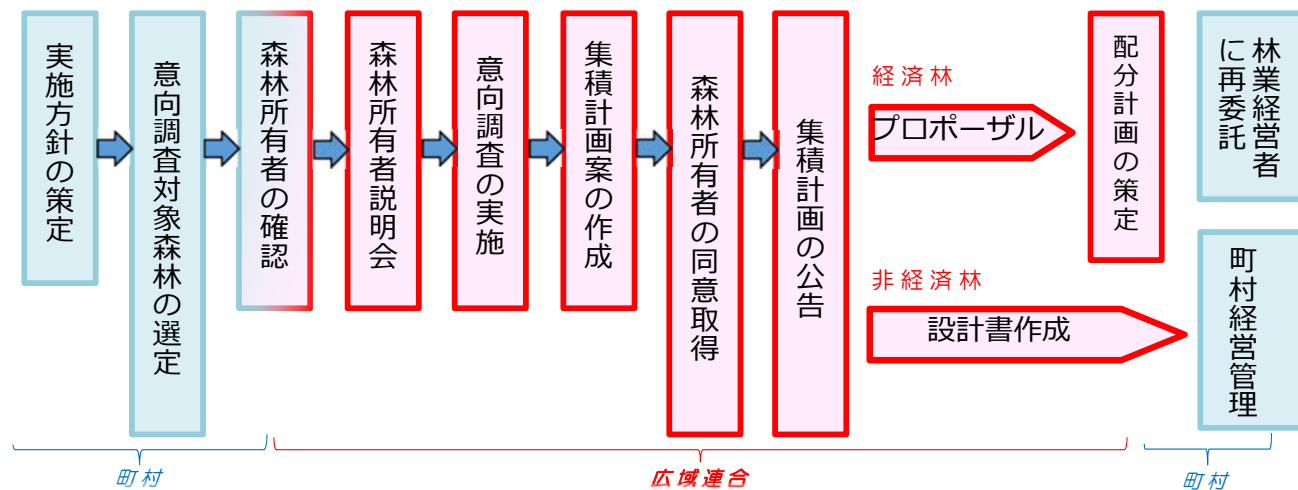 実施方針の策定
意向調査対象森林の選定
森林所有者の確認
森林所有者説明会
意向調査の実施
集積計画案の作成
森林所有者の同意取得
集積計画の公告
経済林
プロポーザル
非経済林
設計書作成
配分計画の策定
林業経営者
に再委託
町村経営管理
町村
広域連合
町村